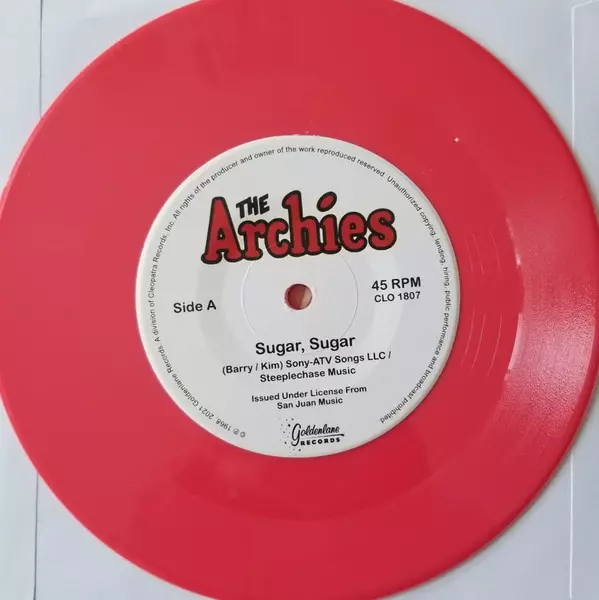 THE
Archies
Side A
45 RPM
CLO 1807
Sugar, Sugar
(Barry / Kim) Sony-ATV Songs LLC /
Steeplechase Music
Issued Under License From
San Juan Music
Goldenlane
RECORDS
©℗ 1968, 2021 Goldenlane Records. A division of Cleopatra Records, Inc. All rights of the producer and owner of the work reproduced reserved. Unauthorized copying, lending, hiring, public performance and broadcast prohibited